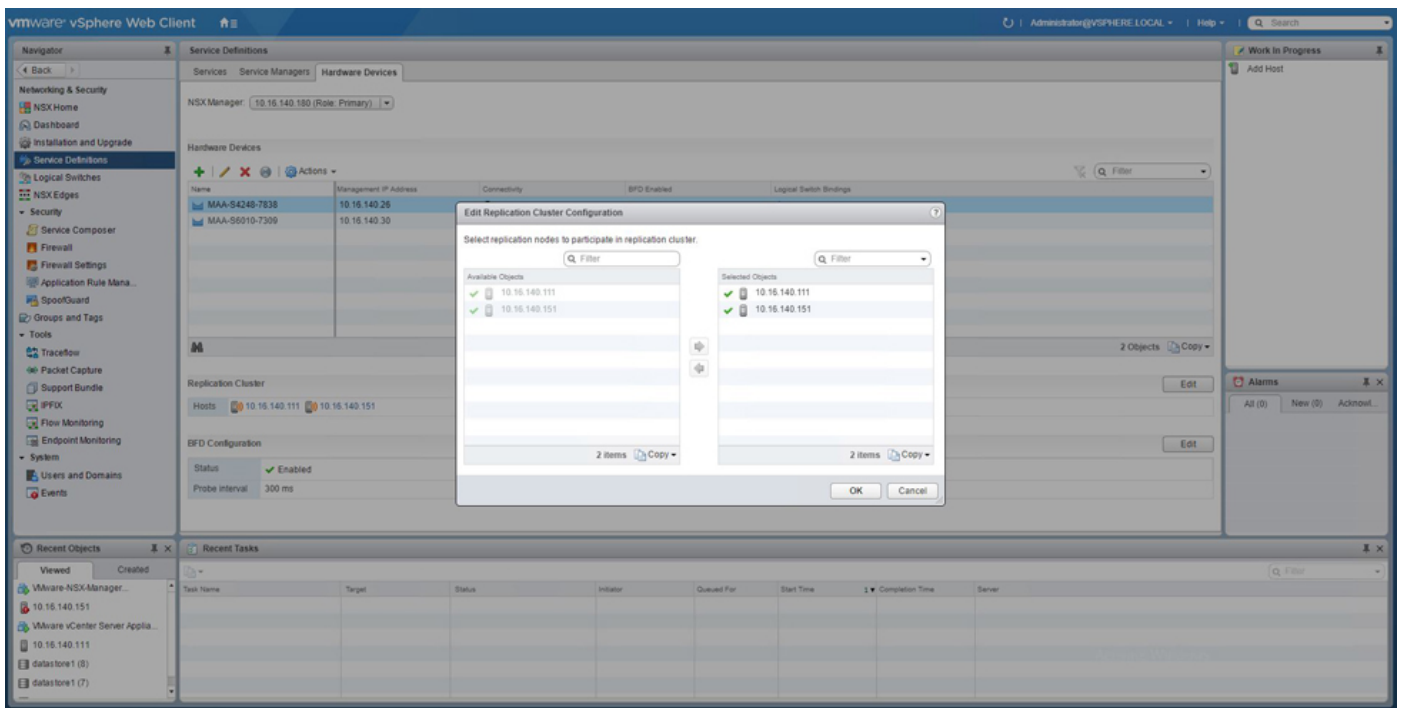 vmware® vSphere Web Client
Administrator@VSPHERE.LOCAL
Help
Search
Navigator
Back
Networking & Security
NSX Home
Dashboard
Installation and Upgrade
Service Definitions
Logical Switches
NSX Edges
Security
Service Composer
Firewall
Firewall Settings
Application Rule Mana...
SpoofGuard
Groups and Tags
Tools
Traceflow
Packet Capture
Support Bundle
IPFIX
Flow Monitoring
Endpoint Monitoring
System
Users and Domains
Events
Service Definitions
Services Service Managers Hardware Devices
NSX Manager: 10.16.140.180 (Role: Primary)
Hardware Devices
Actions
Filter
Name Management IP Address Connectivity BFD Enabled Logical Switch Bindings
MAA-S4248-7838 10.16.140.26
MAA-S6010-7309 10.16.140.30
2 Objects Copy
Replication Cluster
Edit
Hosts 10.16.140.111 10.16.140.151
BFD Configuration
Edit
Status Enabled
Probe interval 300 ms
Edit Replication Cluster Configuration
?
Select replication nodes to participate in replication cluster.
Filter
Filter
Available Objects
10.16.140.111
10.16.140.151
2 items Copy
Selected Objects
10.16.140.111
10.16.140.151
2 items Copy
OK Cancel
Work In Progress
Add Host
Alarms
All (0) New (0) Acknowl...
Recent Objects
Viewed Created
VMware-NSX-Manager...
10.16.140.151
VMware vCenter Server Applia...
10.16.140.111
datastore1 (8)
datastore1 (7)
Recent Tasks
Filter
Task Name Target Status Initiator Queued For Start Time 1 Completion Time Server